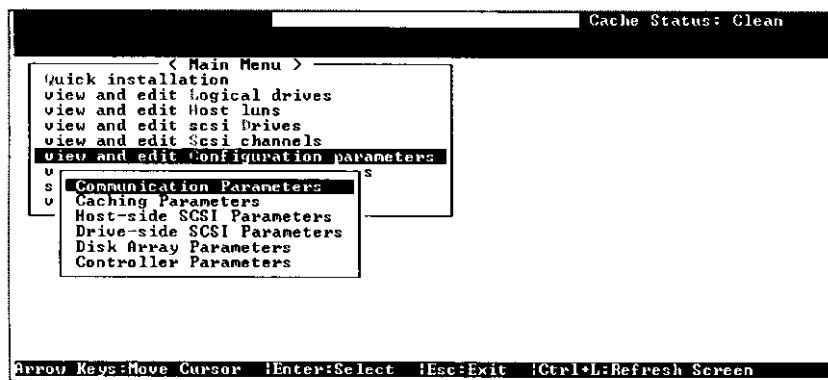 Cache Status: Clean
< Main Menu >
Quick installation
view and edit Logical drives
view and edit Host luns
view and edit scsi Drives
view and edit Scsi channels
view and edit Configuration parameters
v s
s
v
Communication Parameters
Caching Parameters
Host-side SCSI Parameters
Drive-side SCSI Parameters
Disk Array Parameters
Controller Parameters
Arrow Keys:Move Cursor |Enter:Select |Esc:Exit |Ctrl+L:Refresh Screen